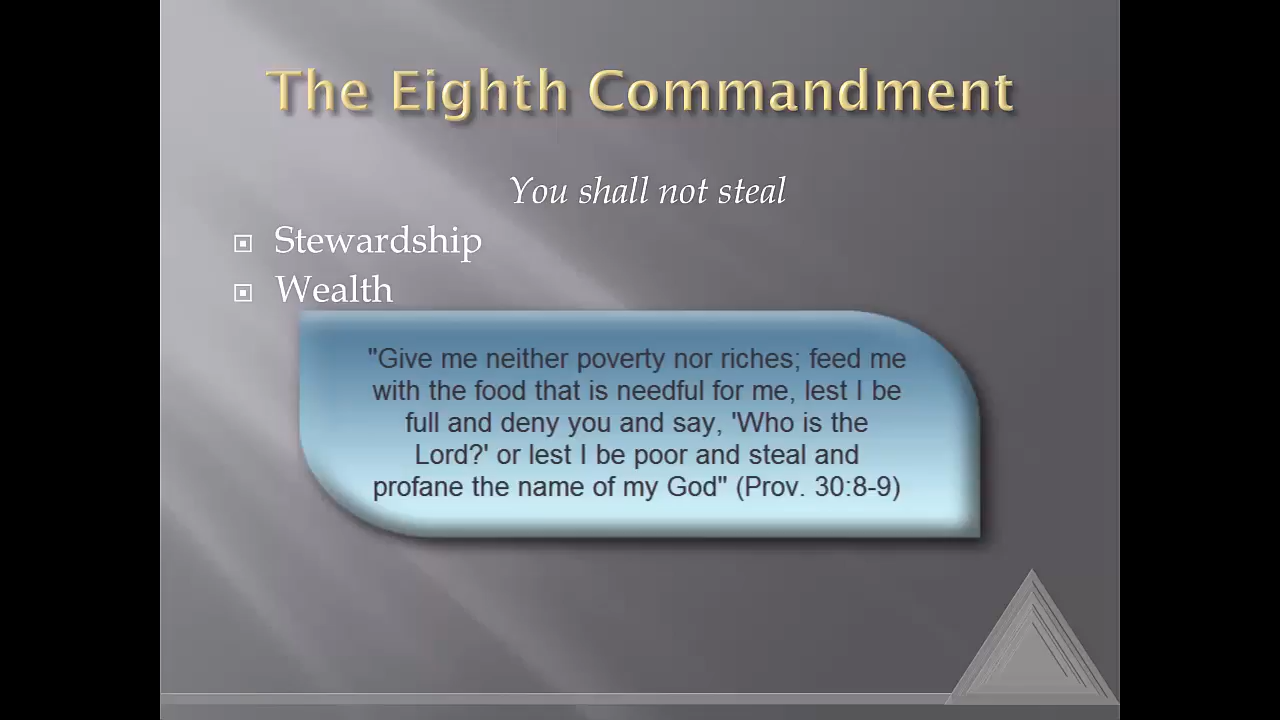 The Eighth Commandment
You shall not steal
Stewardship
Wealth
"Give me neither poverty nor riches; feed me
with the food that is needful for me, lest I be
full and deny you and say, 'Who is the
Lord?' or lest I be poor and steal and
profane the name of my God" (Prov. 30:8-9)